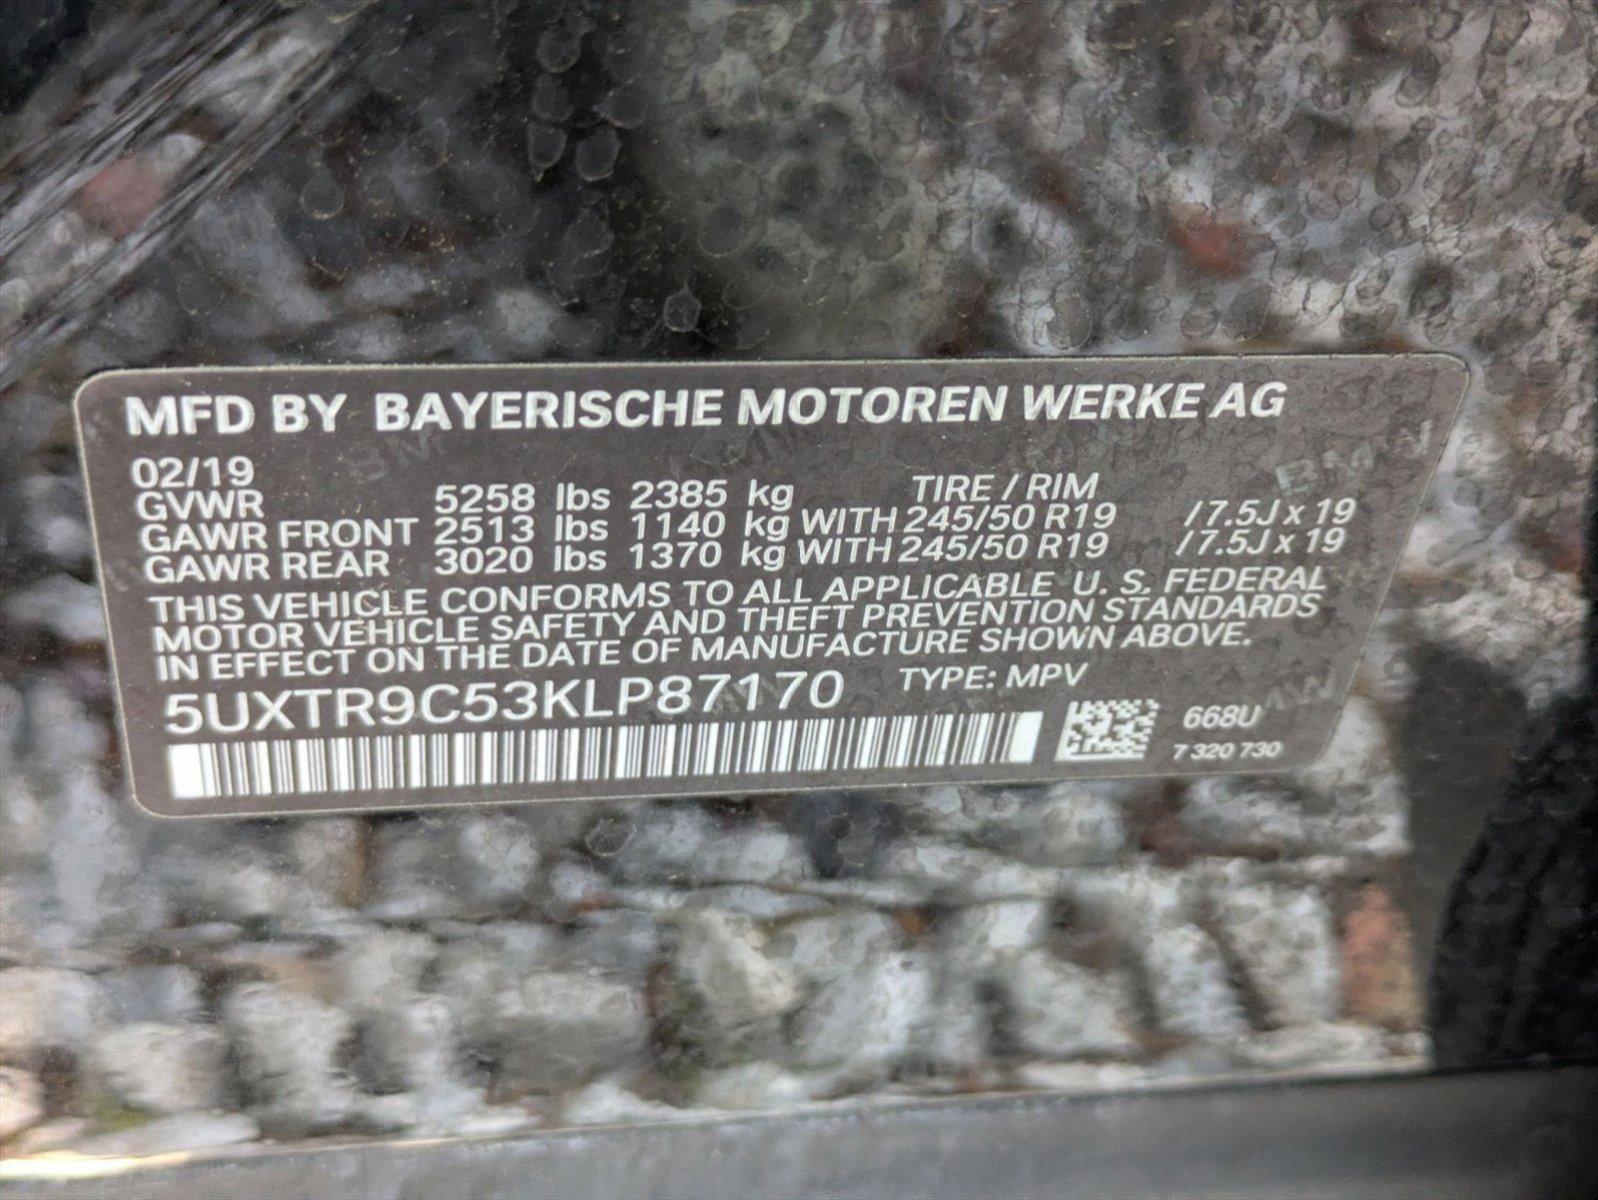 MFD BY BAYERISCHE MOTOREN WERKE AG
02/19
GVWR 5258 lbs 2385 kg TIRE / RIM
GAWR FRONT 2513 lbs 1140 kg WITH 245/50 R19 /7.5J x 19
GAWR REAR 3020 lbs 1370 kg WITH 245/50 R19 /7.5J x 19
THIS VEHICLE CONFORMS TO ALL APPLICABLE U. S. FEDERAL
MOTOR VEHICLE SAFETY AND THEFT PREVENTION STANDARDS
IN EFFECT ON THE DATE OF MANUFACTURE SHOWN ABOVE.
5UXTR9C53KLP87170 TYPE: MPV
668U
7 320 730
BMW
BMW